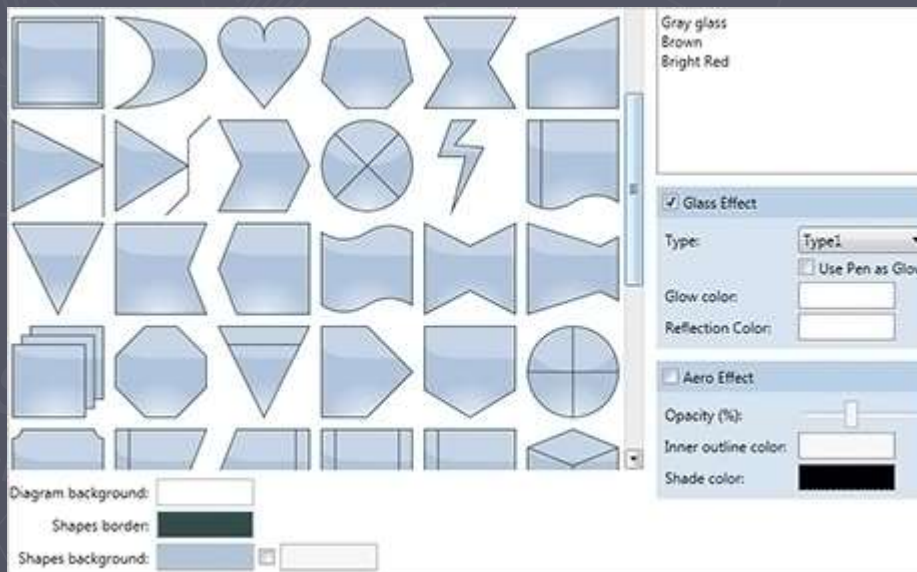 Gray glass
Brown
Bright Red
Glass Effect
Type:
Type1
Use Pen as Glow
Glow color:
Reflection Color:
Aero Effect
Opacity (%):
Inner outline color:
Shade color:
Diagram background:
Shapes border:
Shapes background: